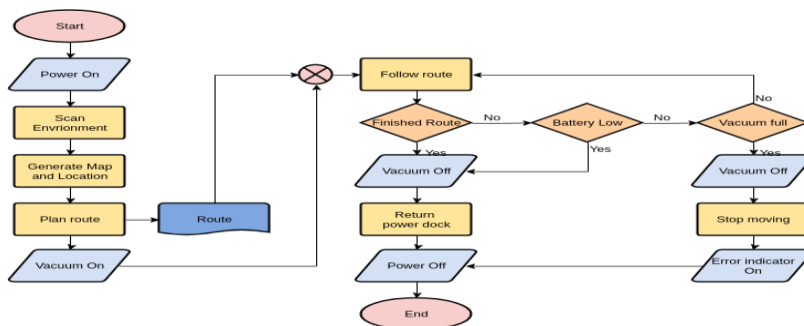 Start
Power On
Scan
Envrionment
Generate Map
and Location
Plan route
Route
Vacuum On
Follow route
Finished Route
No
Battery Low
No
Vacuum full
No
Yes
Yes
Yes
Vacuum Off
Vacuum Off
Return
power dock
Stop moving
Power Off
Error indicator
On
End